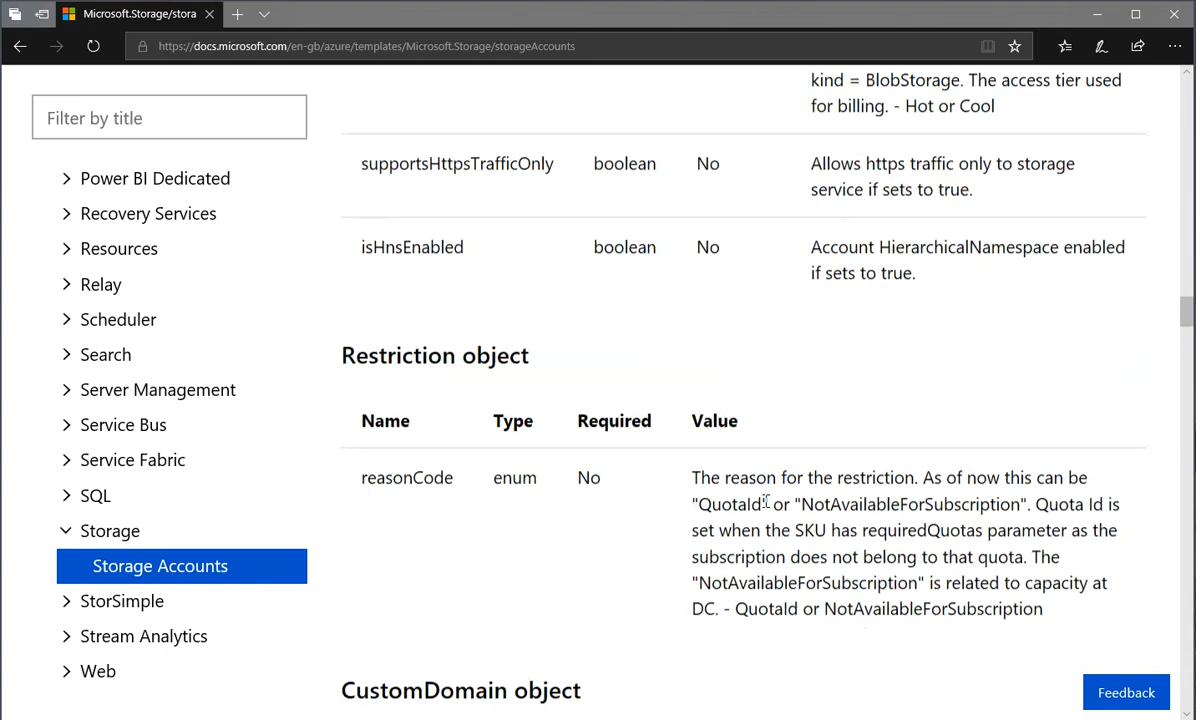 Microsoft.Storage/stora
https://docs.microsoft.com/en-gb/azure/templates/Microsoft.Storage/storageAccounts
Filter by title
Power BI Dedicated
Recovery Services
Resources
Relay
Scheduler
Search
Server Management
Service Bus
Service Fabric
SQL
Storage
Storage Accounts
StorSimple
Stream Analytics
Web
kind = BlobStorage. The access tier used
for billing. - Hot or Cool
supportsHttpsTrafficOnly boolean No Allows https traffic only to storage
service if sets to true.
isHnsEnabled boolean No Account HierarchicalNamespace enabled
if sets to true.
Restriction object
Name Type Required Value
reasonCode enum No The reason for the restriction. As of now this can be
"QuotaId" or "NotAvailableForSubscription". Quota Id is
set when the SKU has requiredQuotas parameter as the
subscription does not belong to that quota. The
"NotAvailableForSubscription" is related to capacity at
DC. - QuotaId or NotAvailableForSubscription
CustomDomain object
Feedback